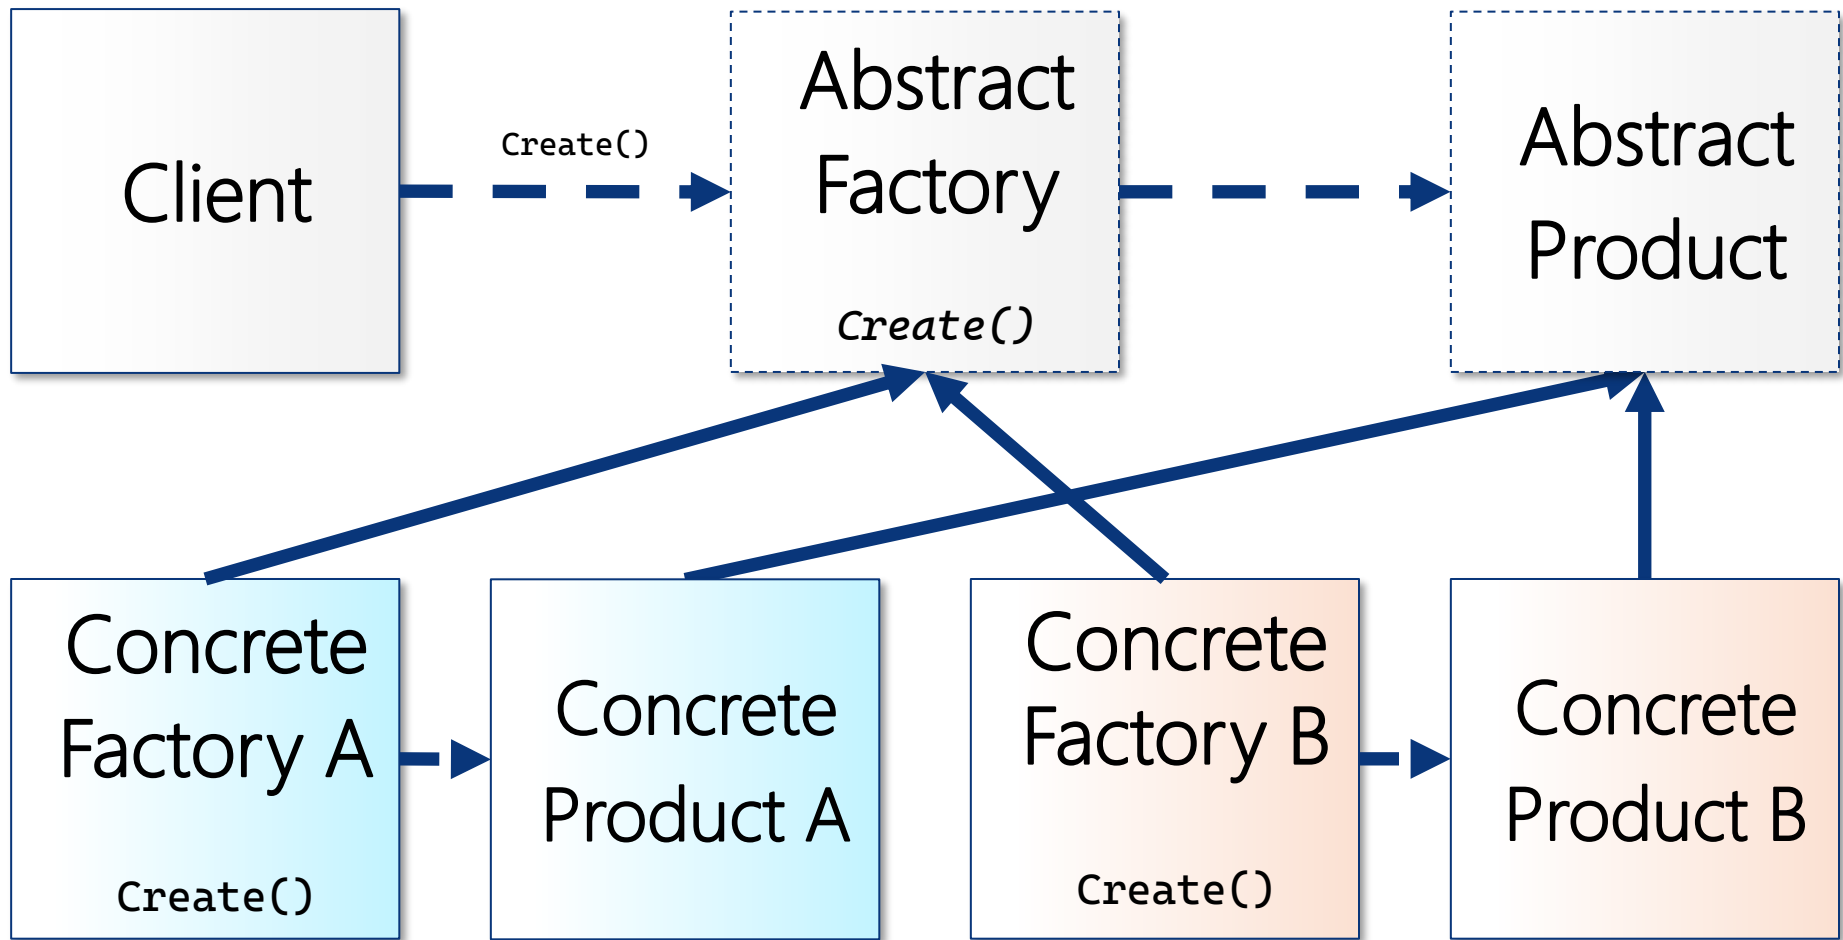 Client
Create()
Abstract
Factory
Create()
Abstract
Product
Concrete
Factory A
Create()
Concrete
Product A
Concrete
Factory B
Create()
Concrete
Product B